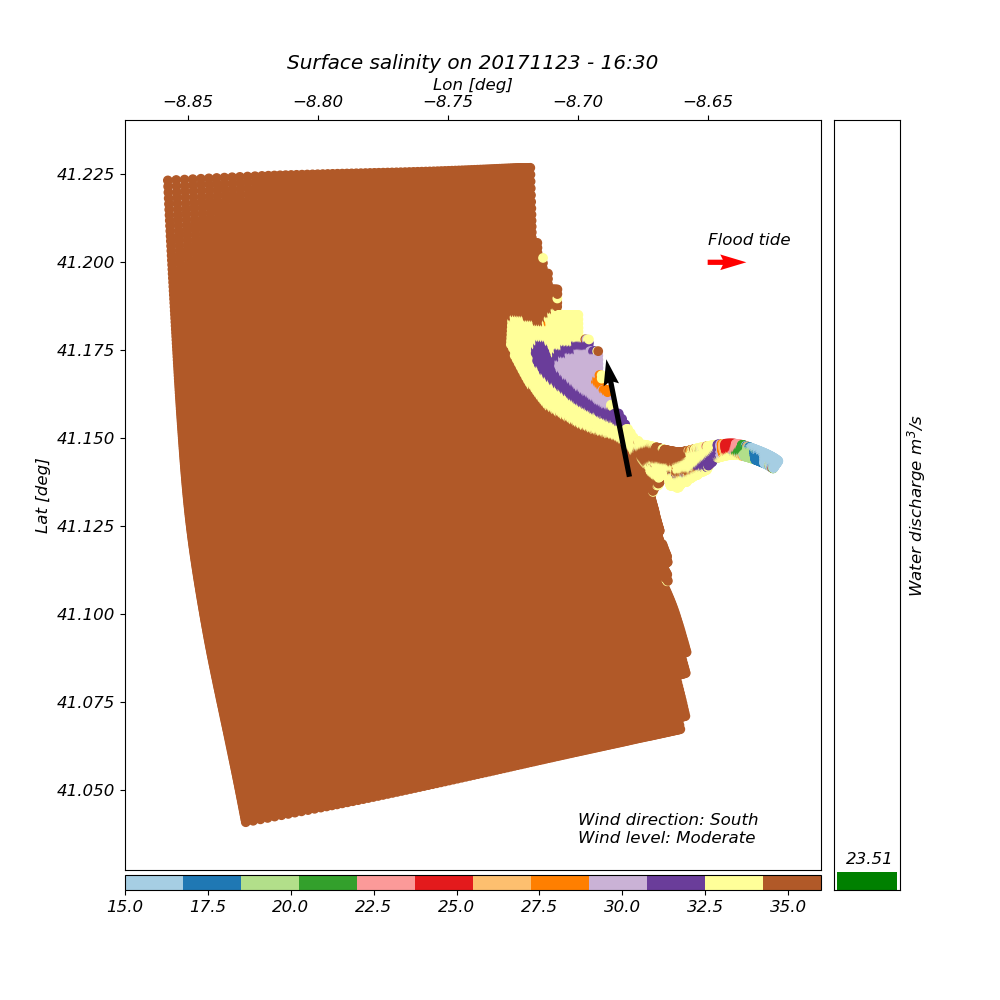 Surface salinity on 20171123 - 16:30
Lon [deg]
−8.85 −8.80 −8.75 −8.70 −8.65
41.225
41.200
41.175
41.150
41.125
41.100
41.075
41.050
Lat [deg]
Flood tide
Wind direction: South
Wind level: Moderate
15.0 17.5 20.0 22.5 25.0 27.5 30.0 32.5 35.0
23.51
Water discharge m³/s